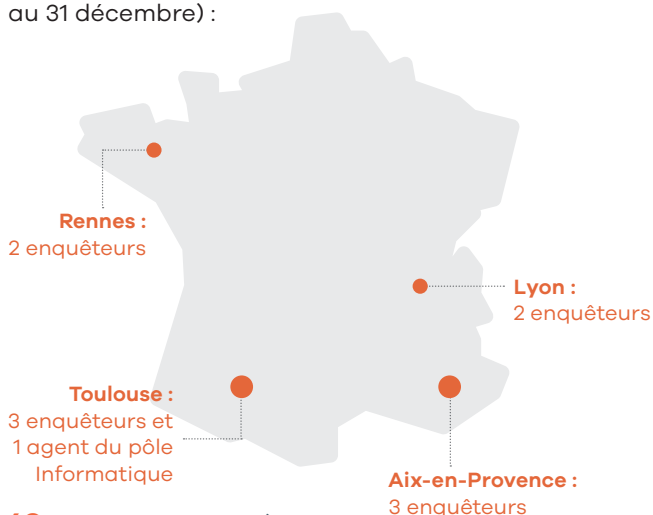 au 31 décembre) :
Rennes :
2 enquêteurs
Lyon :
2 enquêteurs
Toulouse :
3 enquêteurs et
1 agent du pôle
Informatique
Aix-en-Provence :
3 enquêteurs